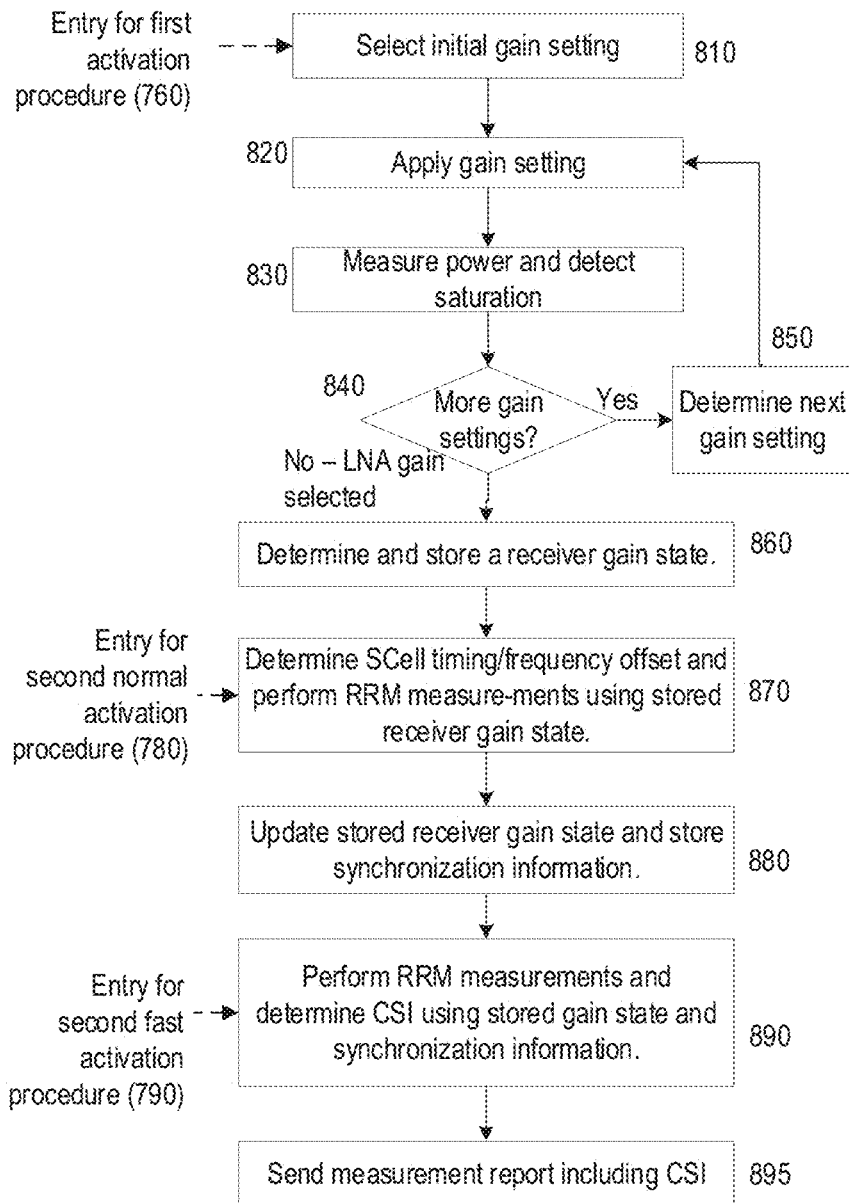 Entry for first
activation
procedure (760)
Select initial gain setting
810
820
Apply gain setting
830
Measure power and detect
saturation
840
More gain
settings?
Yes
850
Determine next
gain setting
No – LNA gain
selected
Determine and store a receiver gain state.
860
Entry for
second normal
activation
procedure (780)
Determine SCell timing/frequency offset and
perform RRM measure-ments using stored
receiver gain state.
870
Update stored receiver gain state and store
synchronization information.
880
Entry for
second fast
activation
procedure (790)
Perform RRM measurements and
determine CSI using stored gain state and
synchronization information.
890
Send measurement report including CSI
895